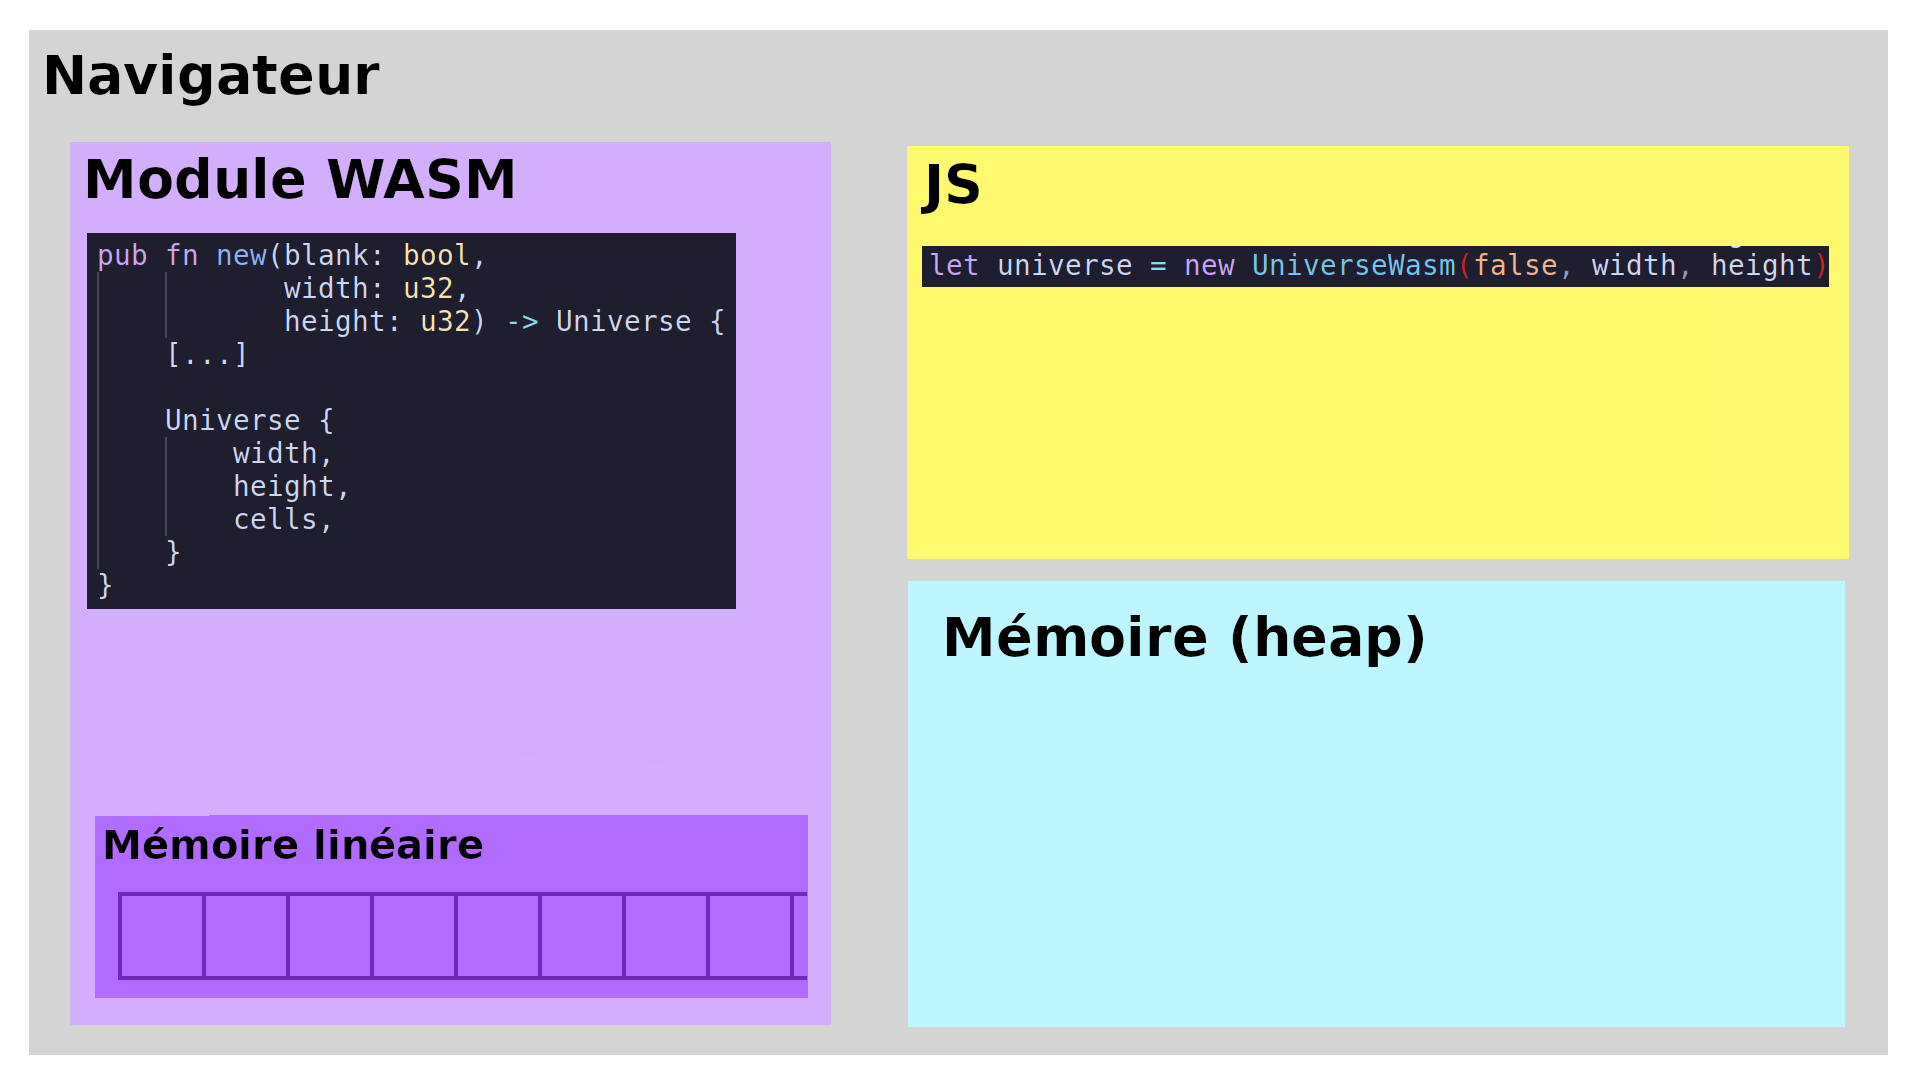 Navigateur
Module WASM
pub fn new(blank: bool,
width: u32,
height: u32) -> Universe {
[...]
Universe {
width,
height,
cells,
}
}
Mémoire linéaire
JS
let universe = new UniverseWasm(false, width, height)
Mémoire (heap)